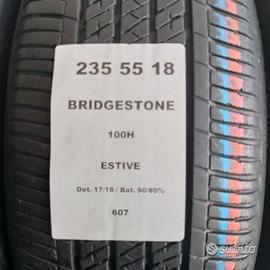 235 55 18
BRIDGESTONE
100H
ESTIVE
Dot. 17/18 / Bat. 90/80%
607
subito